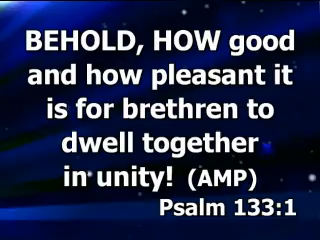 BEHOLD, HOW good
and how pleasant it
is for brethren to
dwell together
in unity! (AMP)
Psalm 133:1